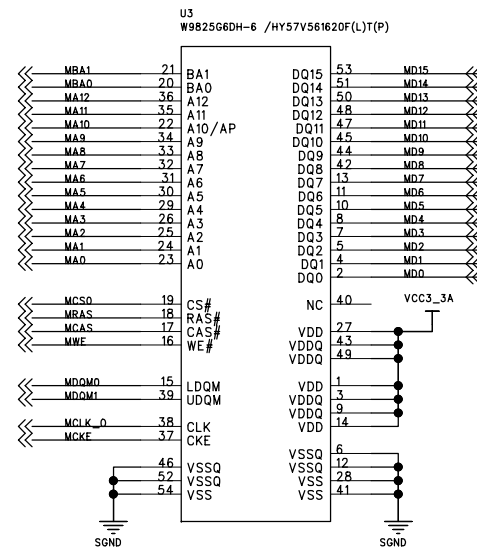 U3
W9825G6DH-6 /HY57V561620F(L)T(P)
MBA1 21 BA1 DQ15 53 MD15
MBA0 20 BA0 DQ14 51 MD14
MA12 36 A12 DQ13 50 MD13
MA11 35 A11 DQ12 48 MD12
MA10 22 A10/AP DQ11 47 MD11
MA9 34 A9 DQ10 45 MD10
MA8 33 A8 DQ9 44 MD9
MA7 32 A7 DQ8 42 MD8
MA6 31 A6 DQ7 13 MD7
MA5 30 A5 DQ6 11 MD6
MA4 29 A4 DQ5 10 MD5
MA3 26 A3 DQ4 8 MD4
MA2 25 A2 DQ3 7 MD3
MA1 24 A1 DQ2 5 MD2
MA0 23 A0 DQ1 4 MD1
DQ0 2 MD0
MCS0 19 CS# NC 40 VCC3_3A
MRAS 18 RAS#
MCAS 17 CAS# VDD 27
MWE 16 WE# VDDQ 43
VDDQ 49
MDQM0 15 LDQM VDD 1
MDQM1 39 UDQM VDDQ 3
VDDQ 9
MCLK_0 38 CLK VDD 14
MCKE 37 CKE
VSSQ 6
46 VSSQ VSSQ 12
52 VSSQ VSS 28
54 VSS VSS 41
SGND SGND